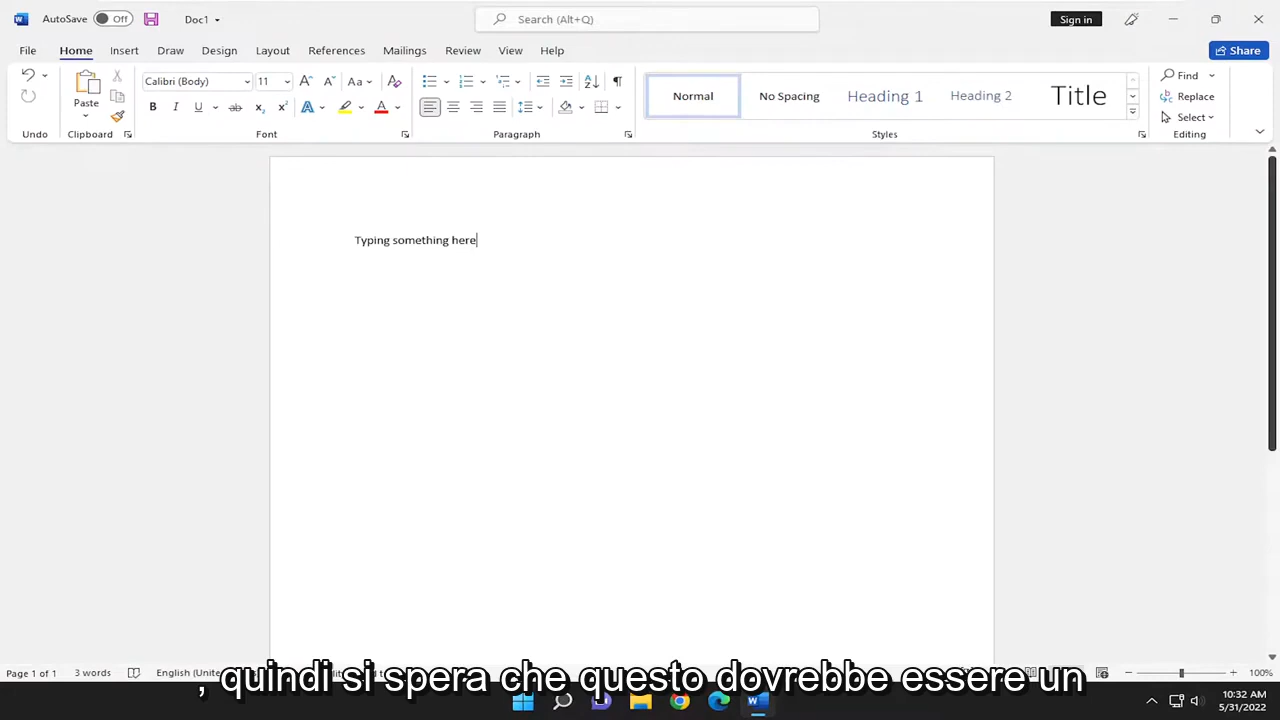 AutoSave Off Doc1 Search (Alt+Q) Sign in
File Home Insert Draw Design Layout References Mailings Review View Help Share
Paste Calibri (Body) 11 Aa Normal No Spacing Heading 1 Heading 2 Title Find
Replace
Select
Undo Clipboard Font Paragraph Styles Editing
Typing something here
Page 1 of 1 3 words 100%
, quindi si spera che questo dovrebbe essere un
10:32 AM
5/31/2022